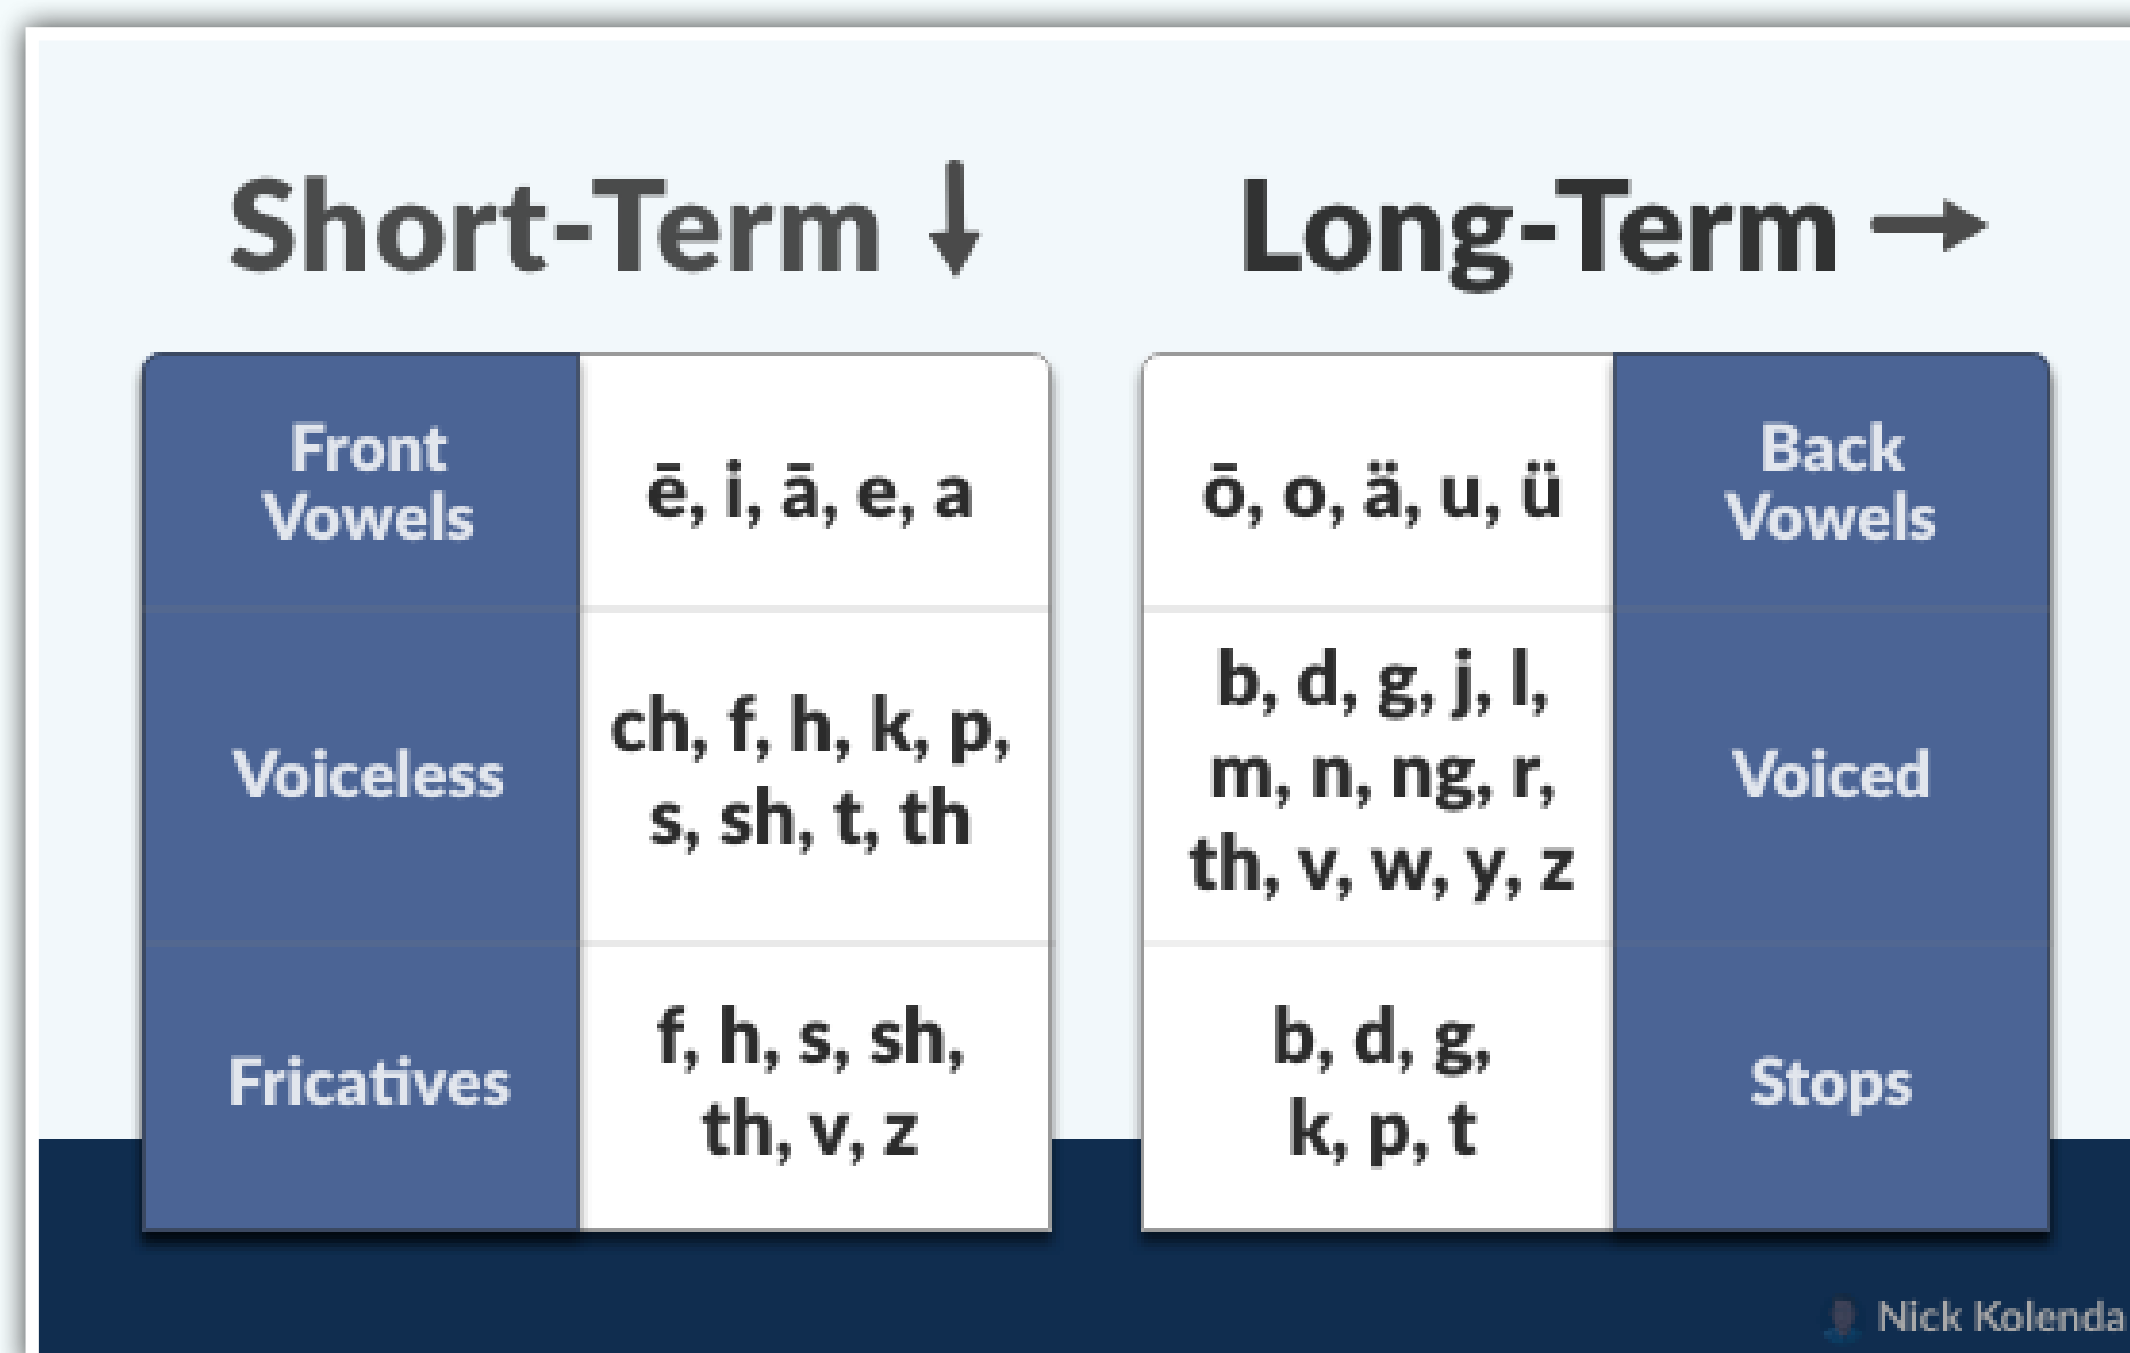 Short-Term ↓
Front
Vowels
ē, i, ā, e, a
Voiceless
ch, f, h, k, p,
s, sh, t, th
Fricatives
f, h, s, sh,
th, v, z
Long-Term →
ō, o, ä, u, ü
Back
Vowels
b, d, g, j, l,
m, n, ng, r,
th, v, w, y, z
Voiced
b, d, g,
k, p, t
Stops
Nick Kolenda